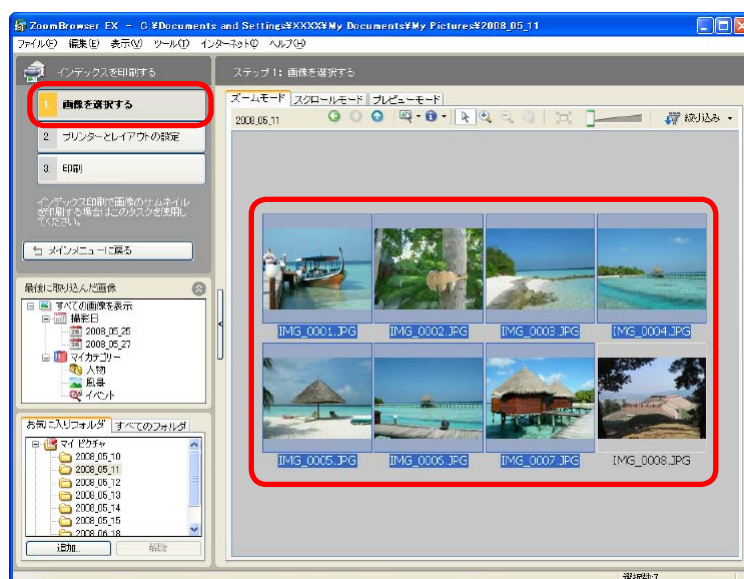 ZoomBrowser EX - C:¥Documents and Settings¥XXXX¥My Documents¥My Pictures¥2008_05_11
ファイル(F) 編集(E) 表示(V) ツール(T) インターネット(I) ヘルプ(H)
インデックスを印刷する
ステップ1: 画像を選択する
1. 画像を選択する
2. プリンターとレイアウトの設定
3. 印刷
インデックス印刷で画像のサムネイルを印刷する場合はこのタスクを使用してください。
メインメニューに戻る
ズームモード スクロールモード プレビューモード
2008_05_11
絞り込み
最後に取り込んだ画像
すべての画像を表示
撮影日
2008_05_25
2008_05_27
マイカテゴリー
人物
風景
イベント
お気に入りフォルダ すべてのフォルダ
マイ ピクチャ
2008_05_10
2008_05_11
2008_05_12
2008_05_13
2008_05_14
2008_05_15
2008_06_18
追加... 解除
IMG_0001.JPG IMG_0002.JPG IMG_0003.JPG IMG_0004.JPG
IMG_0005.JPG IMG_0006.JPG IMG_0007.JPG IMG_0008.JPG
選択数:7